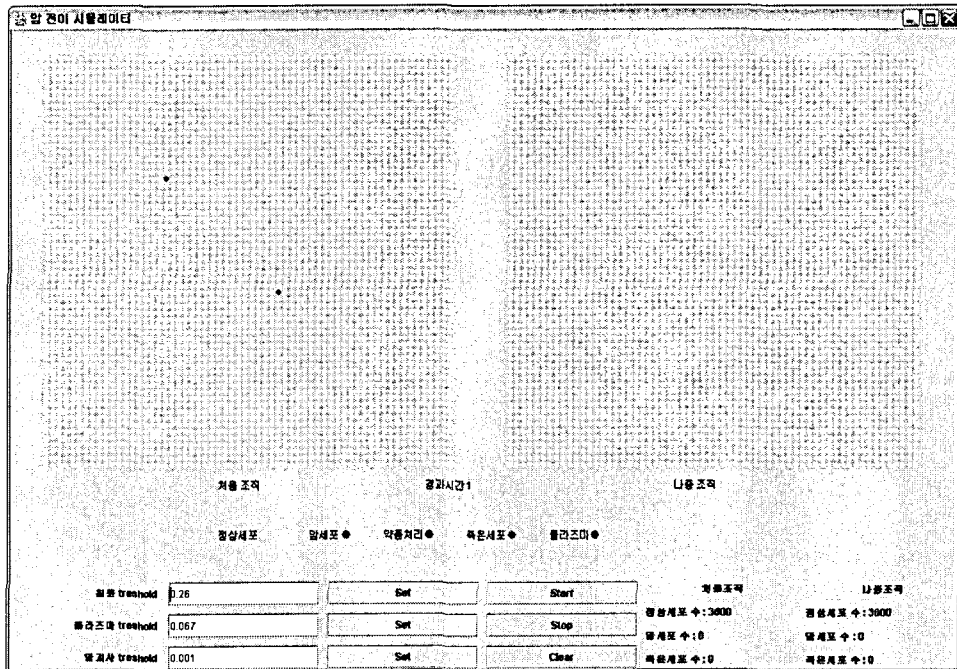 암 전이 시뮬레이터
처음 조직 경과시간1 나중 조직
정상세포 암세포 약품처리 죽은세포 플라즈마
treshold 0.26 Set Start 처음조직 나중조직
플라즈마 treshold 0.067 Set Stop 정상세포 수:3600 정상세포 수:3600
treshold 0.001 Set Clear 암세포 수:0 암세포 수:0
죽은세포 수:0 죽은세포 수:0